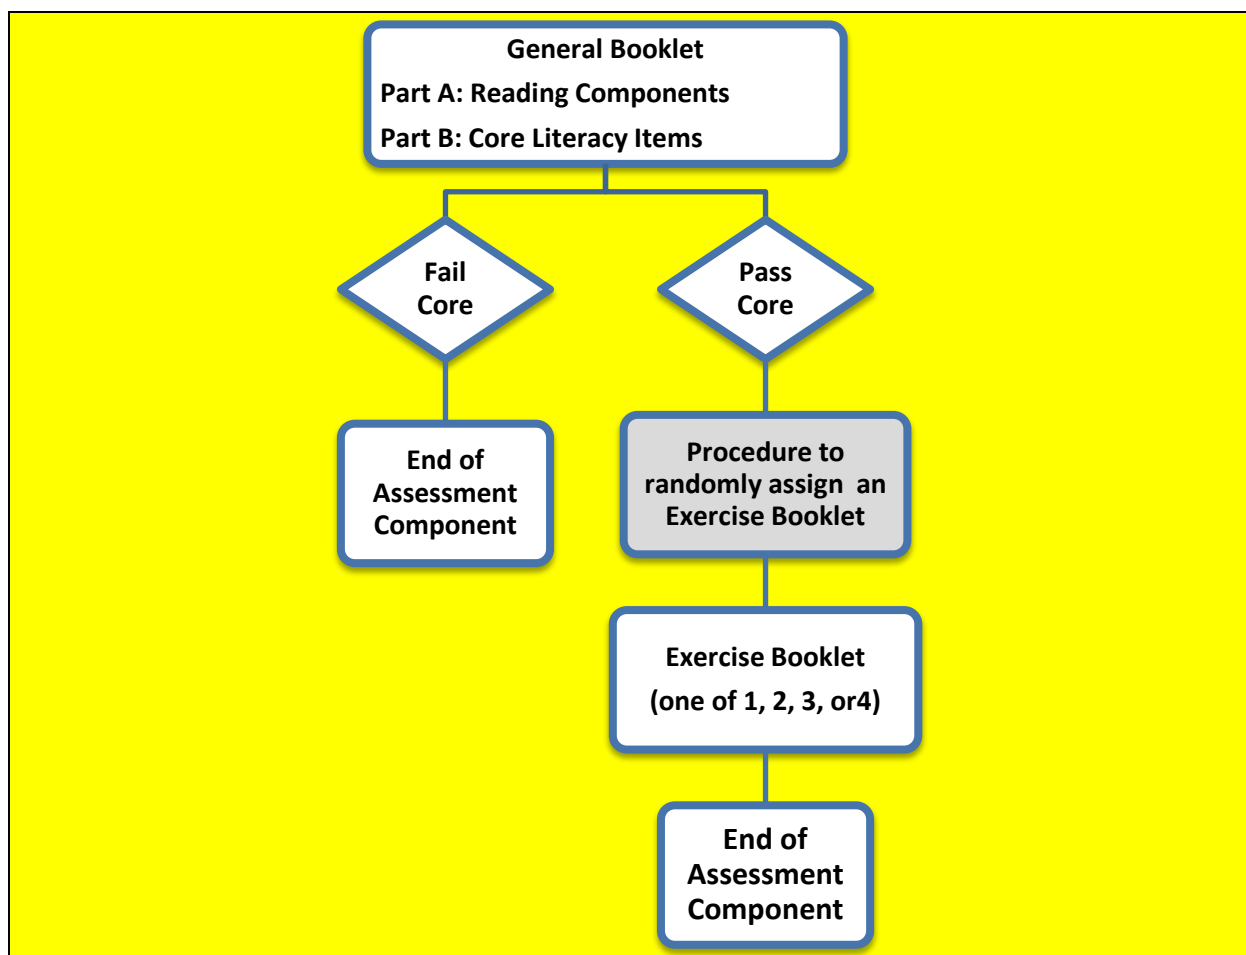 General Booklet
Part A: Reading Components
Part B: Core Literacy Items
Fail
Core
Pass
Core
End of
Assessment
Component
Procedure to
randomly assign  an
Exercise Booklet
Exercise Booklet
(one of 1, 2, 3, or4)
End of
Assessment
Component